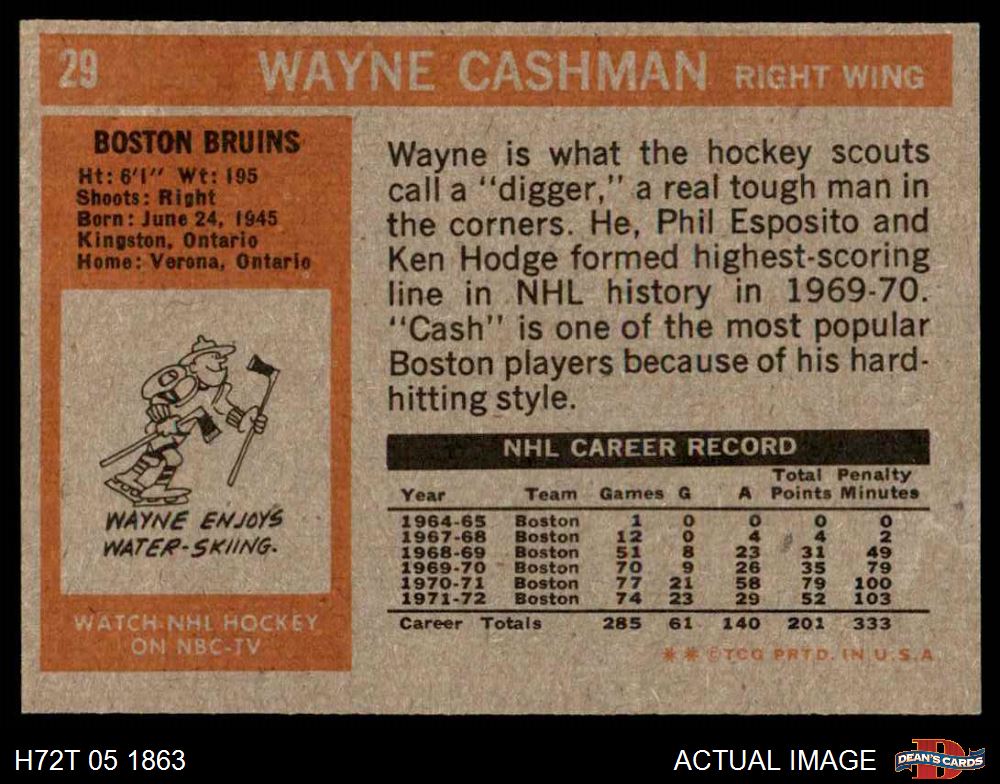 29 WAYNE CASHMAN RIGHT WING
BOSTON BRUINS
Ht: 6'1" Wt: 195
Shoots: Right
Born: June 24, 1945
Kingston, Ontario
Home: Verona, Ontario
WAYNE ENJOYS
WATER-SKIING.
WATCH NHL HOCKEY
ON NBC-TV
Wayne is what the hockey scouts
call a "digger," a real tough man in
the corners. He, Phil Esposito and
Ken Hodge formed highest-scoring
line in NHL history in 1969-70.
"Cash" is one of the most popular
Boston players because of his hard-
hitting style.
NHL CAREER RECORD
Total Penalty
Year Team Games G A Points Minutes
1964-65 Boston 1 0 0 0 0
1967-68 Boston 12 0 4 4 2
1968-69 Boston 51 8 23 31 49
1969-70 Boston 70 9 26 35 79
1970-71 Boston 77 21 58 79 100
1971-72 Boston 74 23 29 52 103
Career Totals 285 61 140 201 333
* * ©TCG PRTD. IN U.S.A
H72T 05 1863
ACTUAL IMAGE
DEAN'S CARDS